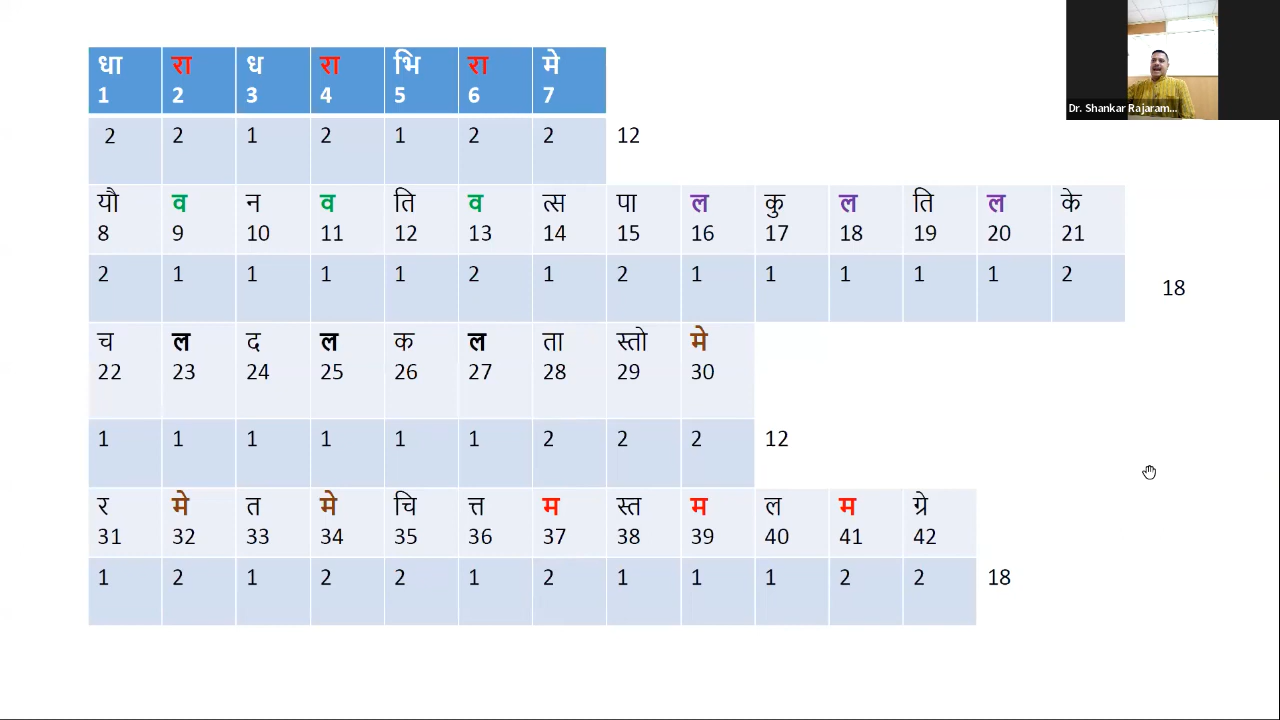 Dr. Shankar Rajaram...
धा रा ध रा भि रा मे
1 2 3 4 5 6 7
2 2 1 2 1 2 2 12
यौ व न व ति व त्स पा ल कु ल ति ल के
8 9 10 11 12 13 14 15 16 17 18 19 20 21
2 1 1 1 1 2 1 2 1 1 1 1 1 2 18
च ल द ल क ल ता स्तो मे
22 23 24 25 26 27 28 29 30
1 1 1 1 1 1 2 2 2 12
र मे त मे चि त्त म स्त म ल म ग्रे
31 32 33 34 35 36 37 38 39 40 41 42
1 2 1 2 2 1 2 1 1 1 2 2 18